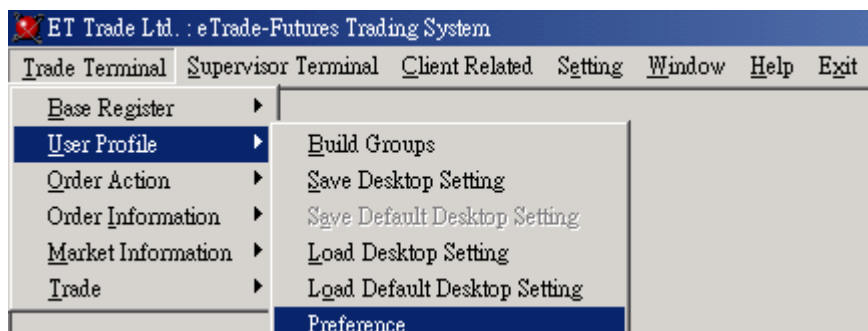 ET Trade Ltd. : eTrade-Futures Trading System
Trade Terminal Supervisor Terminal Client Related Setting Window Help Exit
Base Register
User Profile
Order Action
Order Information
Market Information
Trade
Build Groups
Save Desktop Setting
Save Default Desktop Setting
Load Desktop Setting
Load Default Desktop Setting
Preference